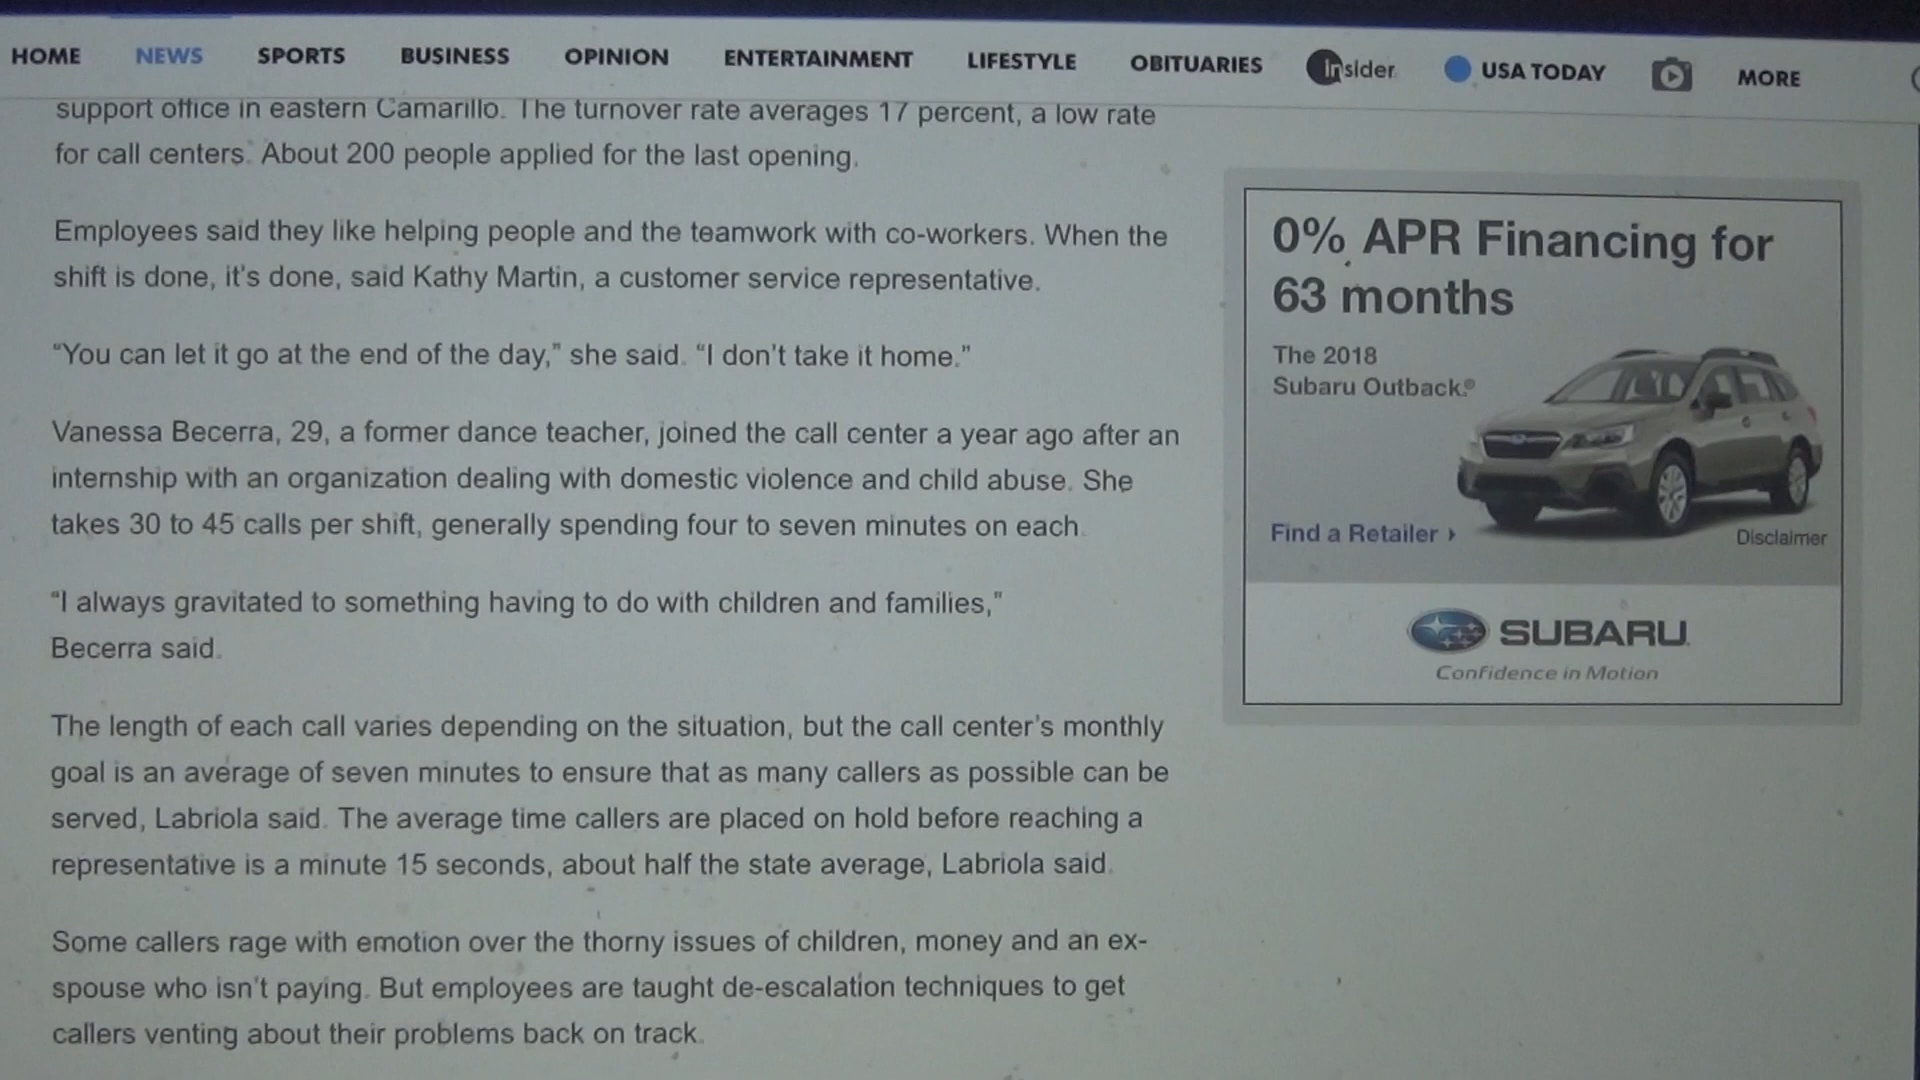 HOME NEWS SPORTS BUSINESS OPINION ENTERTAINMENT LIFESTYLE OBITUARIES insider USA TODAY MORE
support office in eastern Camarillo. The turnover rate averages 17 percent, a low rate
for call centers. About 200 people applied for the last opening.
Employees said they like helping people and the teamwork with co-workers. When the
shift is done, it's done, said Kathy Martin, a customer service representative.
“You can let it go at the end of the day,” she said. “I don’t take it home.”
Vanessa Becerra, 29, a former dance teacher, joined the call center a year ago after an
internship with an organization dealing with domestic violence and child abuse. She
takes 30 to 45 calls per shift, generally spending four to seven minutes on each.
“I always gravitated to something having to do with children and families,”
Becerra said.
The length of each call varies depending on the situation, but the call center’s monthly
goal is an average of seven minutes to ensure that as many callers as possible can be
served, Labriola said. The average time callers are placed on hold before reaching a
representative is a minute 15 seconds, about half the state average, Labriola said.
Some callers rage with emotion over the thorny issues of children, money and an ex-
spouse who isn’t paying. But employees are taught de-escalation techniques to get
callers venting about their problems back on track.
0% APR Financing for
63 months
The 2018
Subaru Outback.®
Find a Retailer ›
Disclaimer
SUBARU
Confidence in Motion